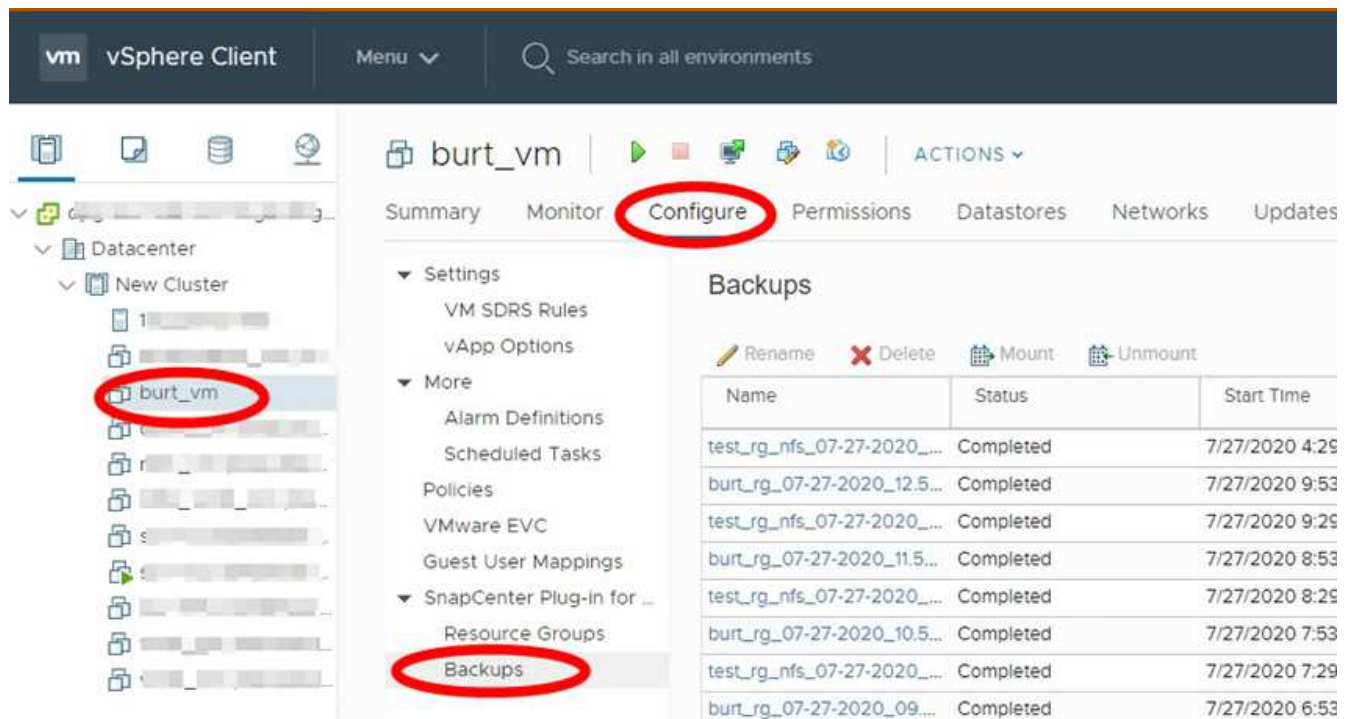 vm vSphere Client Menu Search in all environments
burt_vm ACTIONS
Summary Monitor Configure Permissions Datastores Networks Updates
Datacenter
New Cluster
burt_vm
Settings
VM SDRS Rules
vApp Options
More
Alarm Definitions
Scheduled Tasks
Policies
VMware EVC
Guest User Mappings
SnapCenter Plug-in for ...
Resource Groups
Backups
Backups
Rename Delete Mount Unmount
Name Status Start Time
test_rg_nfs_07-27-2020_... Completed 7/27/2020 4:29
burt_rg_07-27-2020_12.5... Completed 7/27/2020 9:53
test_rg_nfs_07-27-2020_... Completed 7/27/2020 9:29
burt_rg_07-27-2020_11.5... Completed 7/27/2020 8:53
test_rg_nfs_07-27-2020_... Completed 7/27/2020 8:29
burt_rg_07-27-2020_10.5... Completed 7/27/2020 7:53
test_rg_nfs_07-27-2020_... Completed 7/27/2020 7:29
burt_rg_07-27-2020_09.... Completed 7/27/2020 6:53